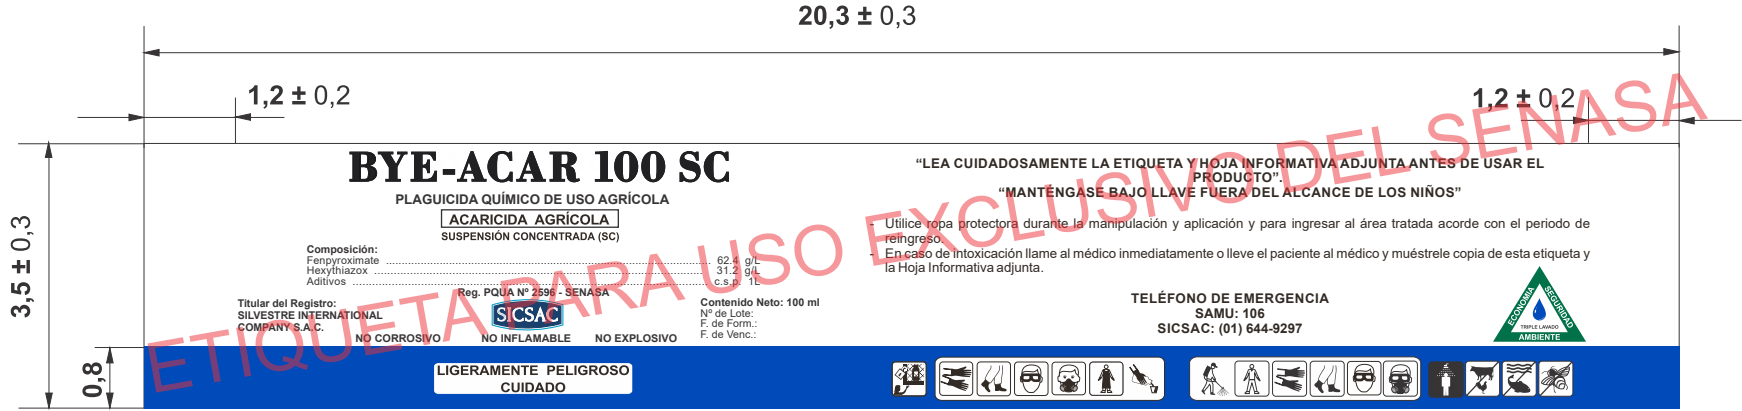 20,3 ± 0,3
1,2 ± 0,2
1,2 ± 0,2
3,5 ± 0,3
0,8
BYE-ACAR 100 SC
PLAGUICIDA QUÍMICO DE USO AGRÍCOLA
ACARICIDA AGRÍCOLA
SUSPENSIÓN CONCENTRADA (SC)
Composición:
Fenpyroximate ........ 62.4 g/L
Hexythiazox ........ 31.2 g/L
Aditivos ........ c.s.p. 1L
Reg. PQUA Nº 2596 - SENASA
Titular del Registro:
SILVESTRE INTERNATIONAL
COMPANY S.A.C.
SICSAC
Contenido Neto: 100 ml
Nº de Lote:
F. de Form.:
F. de Venc.:
NO CORROSIVO NO INFLAMABLE NO EXPLOSIVO
LIGERAMENTE PELIGROSO
CUIDADO
“LEA CUIDADOSAMENTE LA ETIQUETA Y HOJA INFORMATIVA ADJUNTA ANTES DE USAR EL
PRODUCTO”.
“MANTÉNGASE BAJO LLAVE FUERA DEL ALCANCE DE LOS NIÑOS”
- Utilice ropa protectora durante la manipulación y aplicación y para ingresar al área tratada acorde con el periodo de
reingreso.
- En caso de intoxicación llame al médico inmediatamente o lleve el paciente al médico y muéstrele copia de esta etiqueta y
la Hoja Informativa adjunta.
TELÉFONO DE EMERGENCIA
SAMU: 106
SICSAC: (01) 644-9297
ECONOMIA
SEGURIDAD
TRIPLE LAVADO
AMBIENTE
ETIQUETA PARA USO EXCLUSIVO DEL SENASA